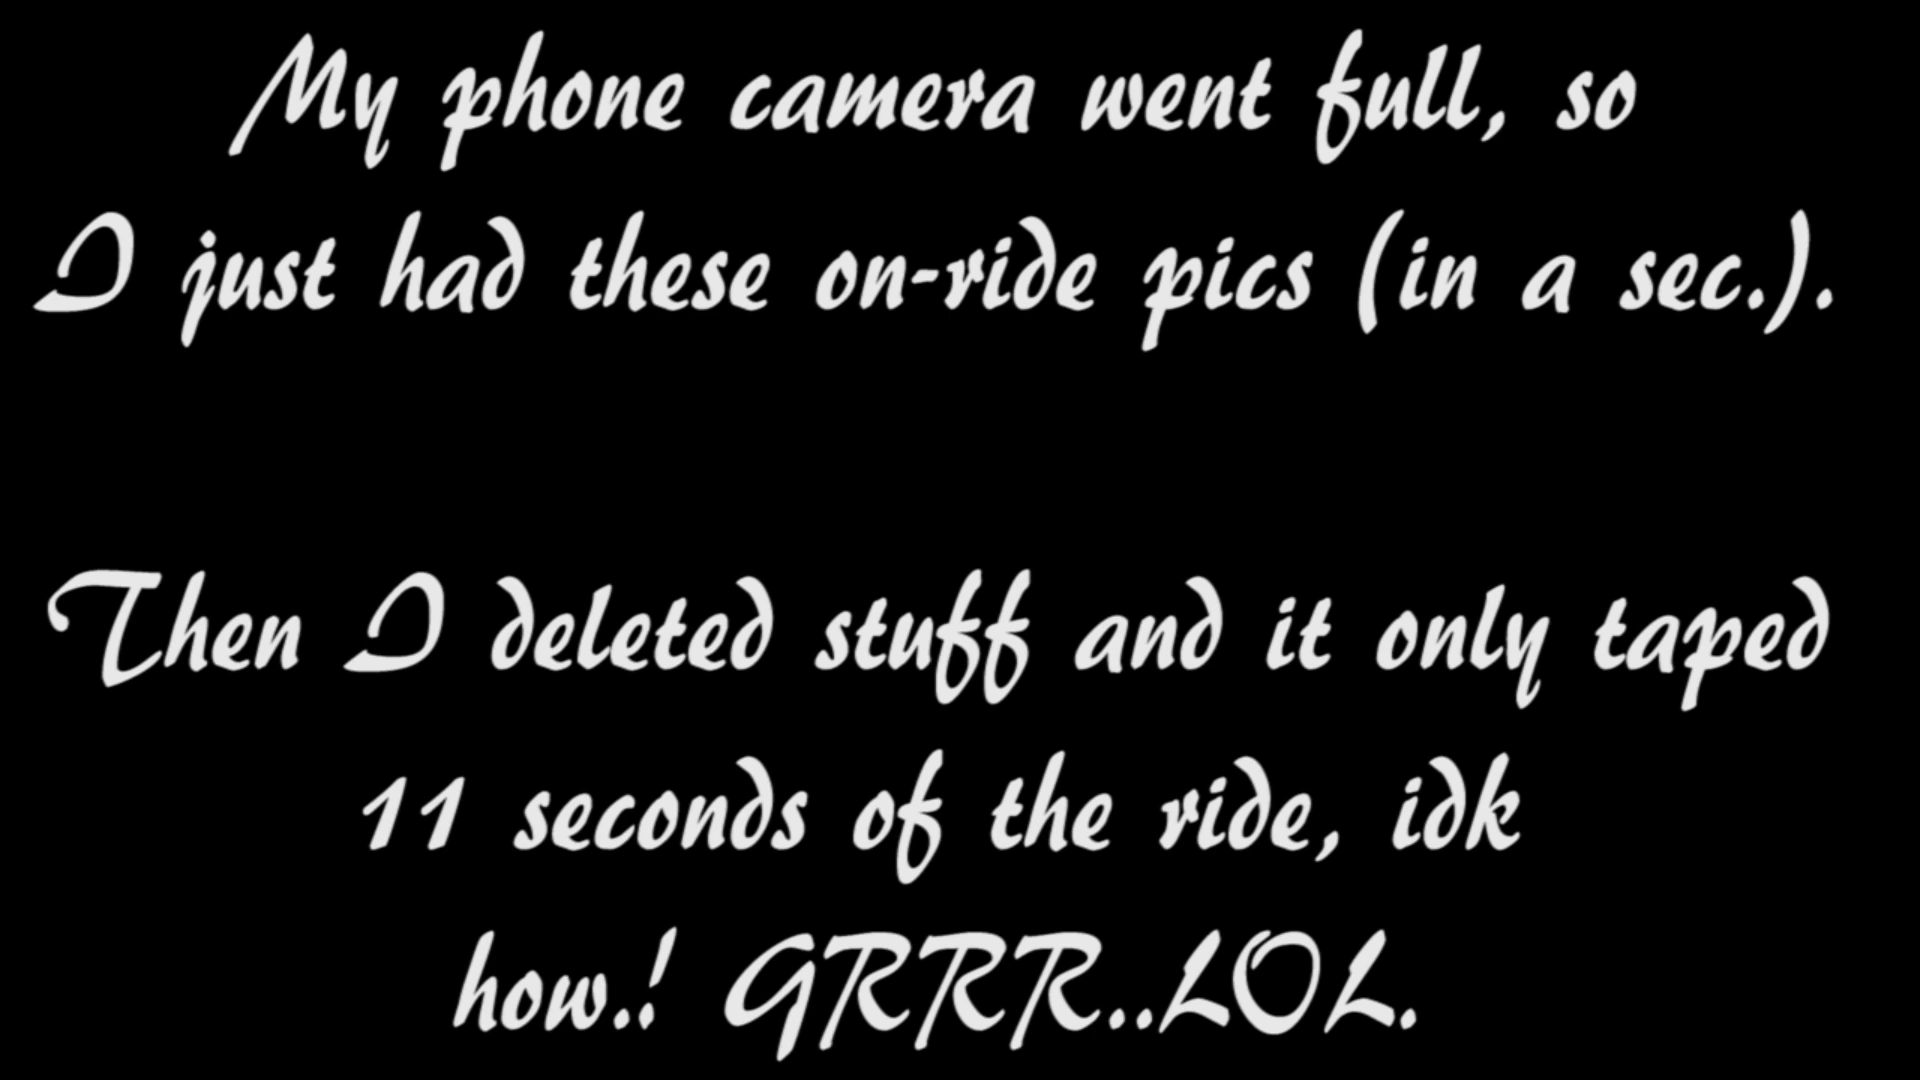 My phone camera went full, so
I just had these on-ride pics (in a sec.).
Then I deleted stuff and it only taped
11 seconds of the ride, idk
how.! GRRR..LOL.